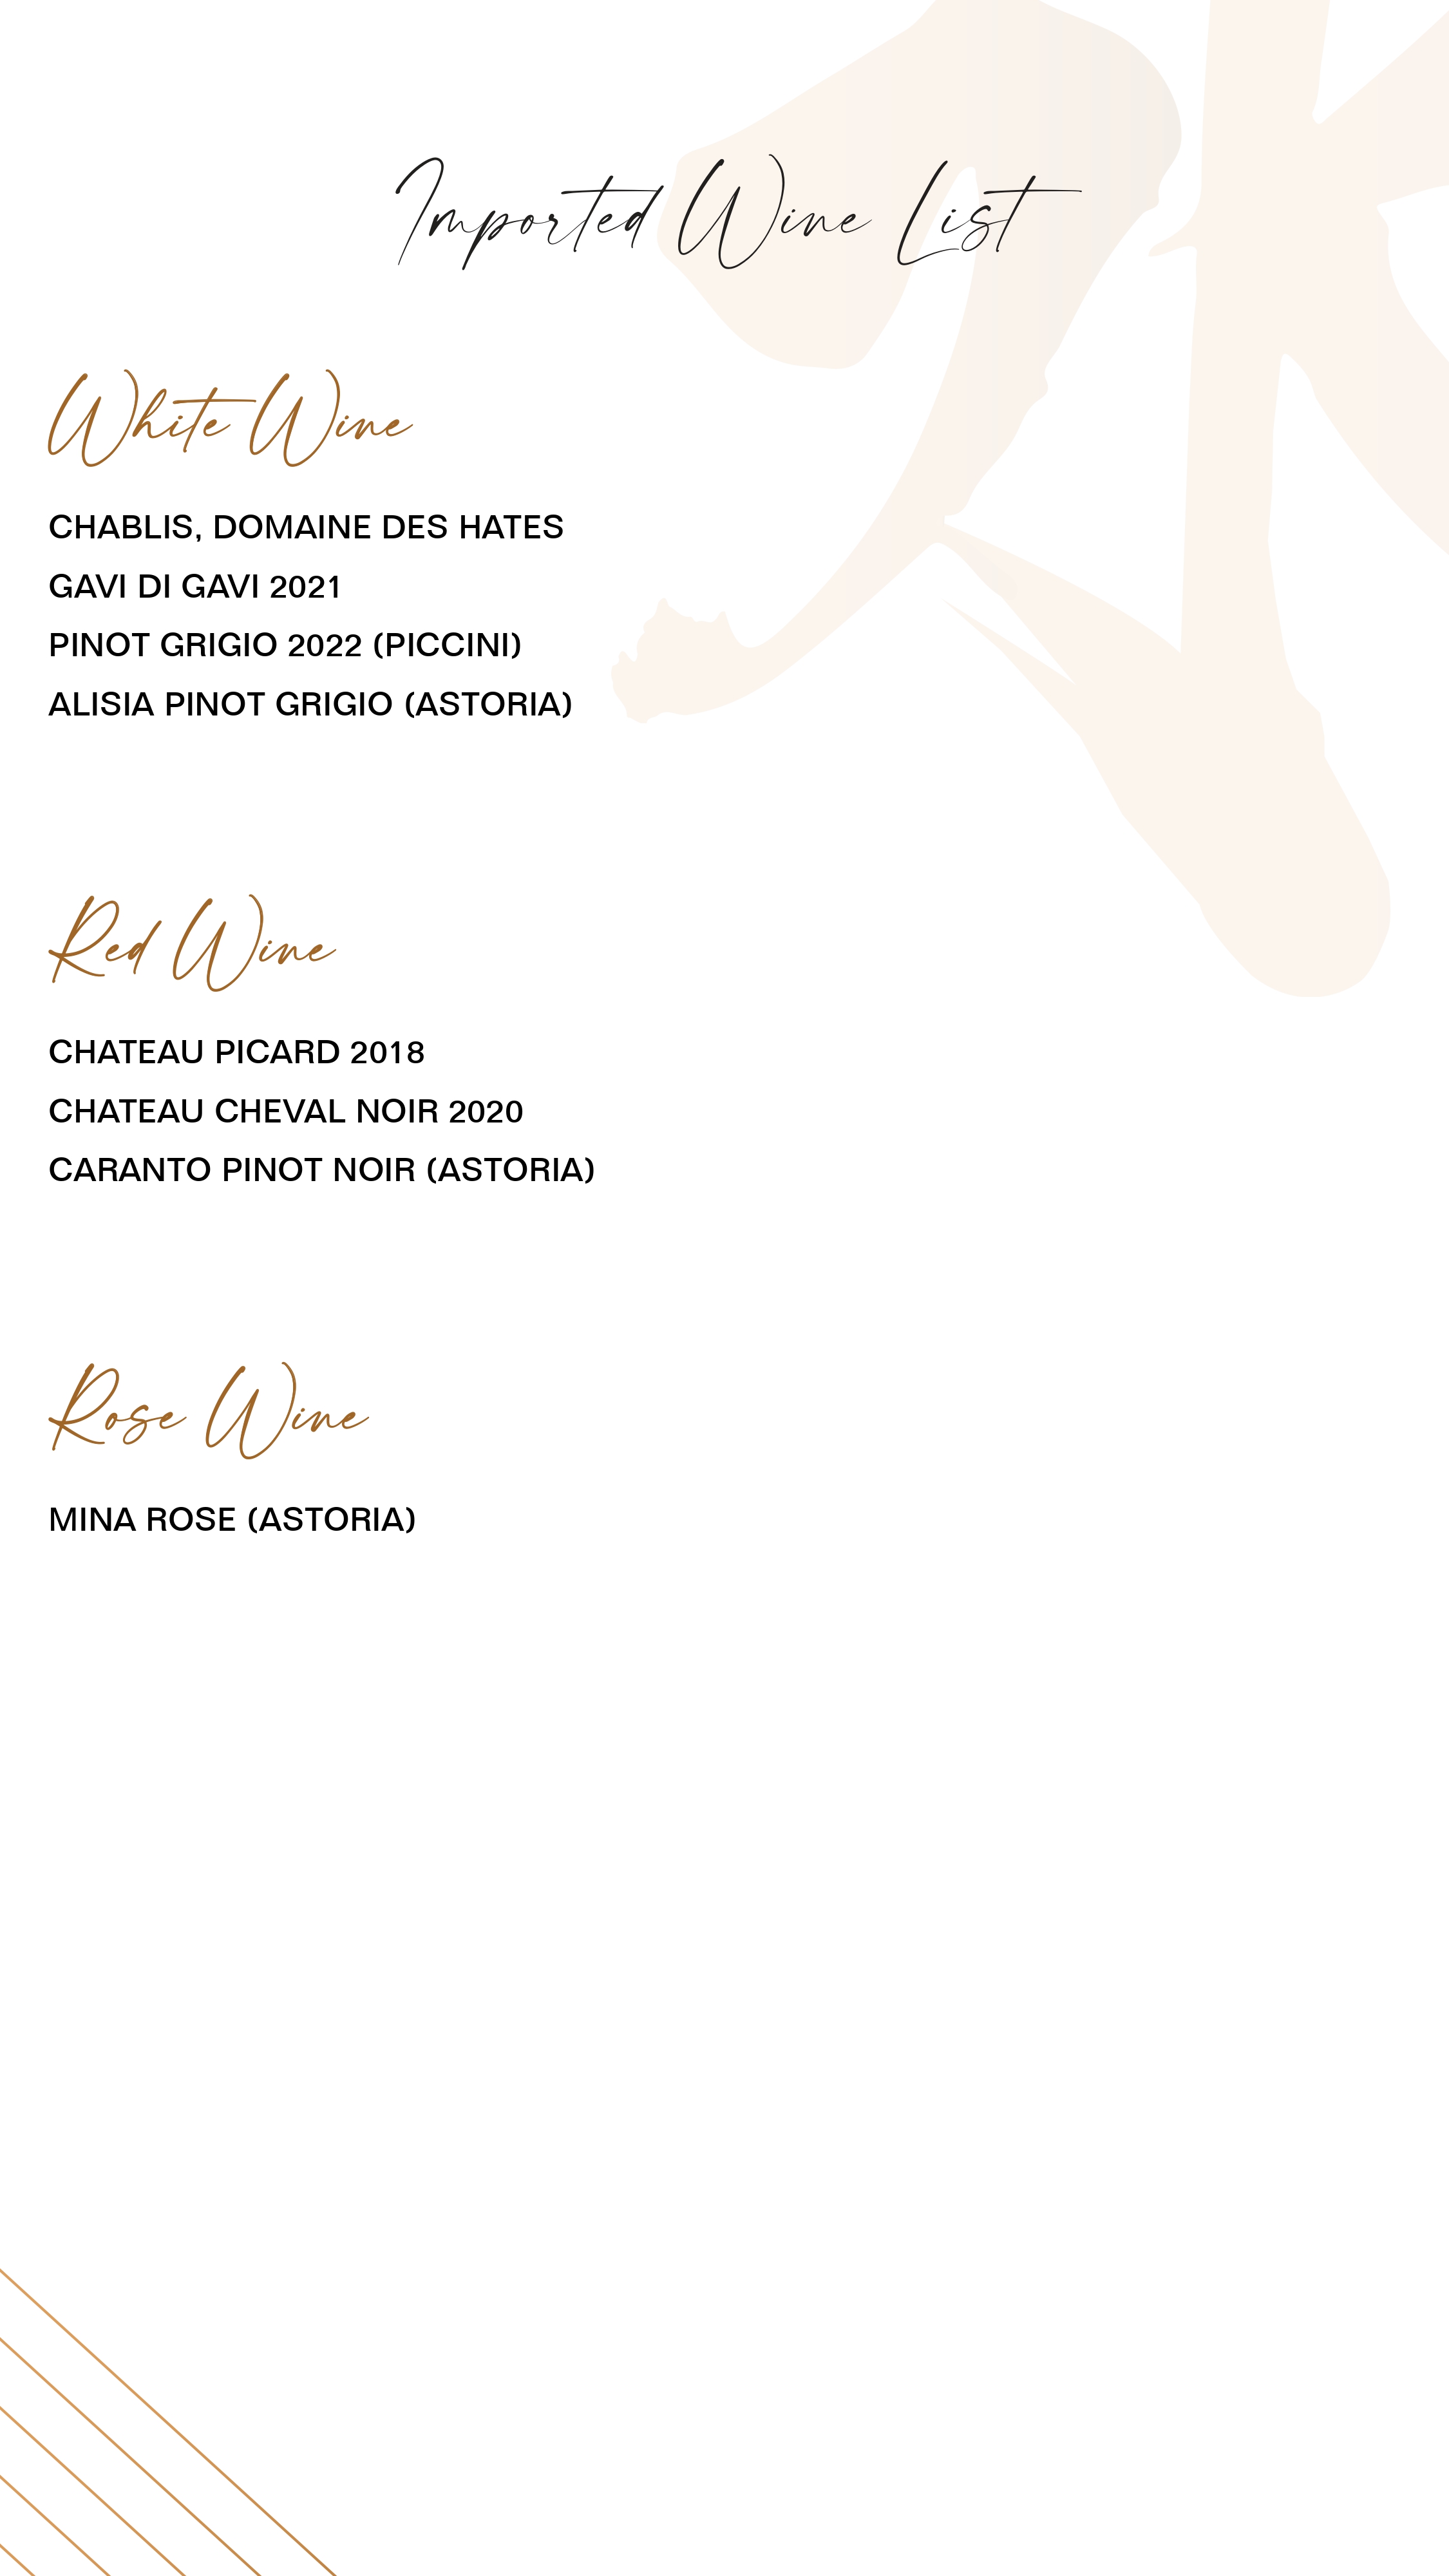 Imported Wine List
White Wine
CHABLIS, DOMAINE DES HATES
GAVI DI GAVI 2021
PINOT GRIGIO 2022 (PICCINI)
ALISIA PINOT GRIGIO (ASTORIA)
Red Wine
CHATEAU PICARD 2018
CHATEAU CHEVAL NOIR 2020
CARANTO PINOT NOIR (ASTORIA)
Rose Wine
MINA ROSE (ASTORIA)